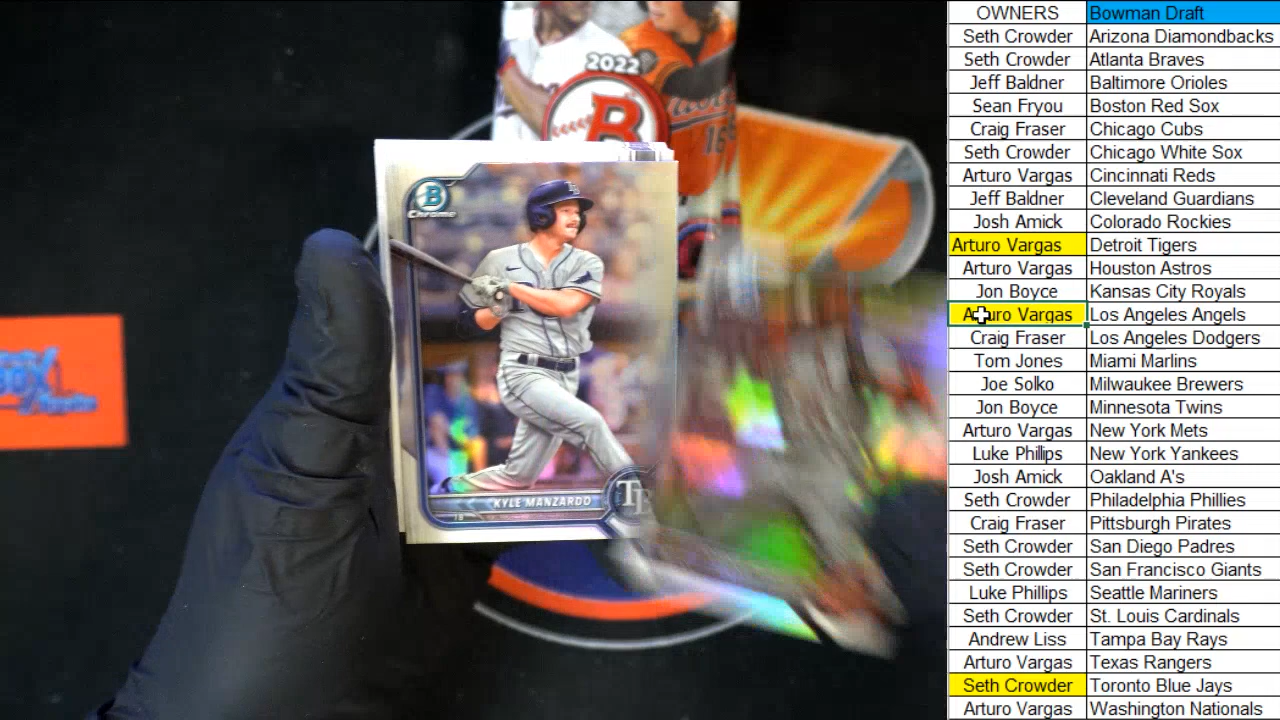 OWNERS Bowman Draft
Seth Crowder Arizona Diamondbacks
Seth Crowder Atlanta Braves
Jeff Baldner Baltimore Orioles
Sean Fryou Boston Red Sox
Craig Fraser Chicago Cubs
Seth Crowder Chicago White Sox
Arturo Vargas Cincinnati Reds
Jeff Baldner Cleveland Guardians
Josh Amick Colorado Rockies
Arturo Vargas Detroit Tigers
Arturo Vargas Houston Astros
Jon Boyce Kansas City Royals
Arturo Vargas Los Angeles Angels
Craig Fraser Los Angeles Dodgers
Tom Jones Miami Marlins
Joe Solko Milwaukee Brewers
Jon Boyce Minnesota Twins
Arturo Vargas New York Mets
Luke Phillips New York Yankees
Josh Amick Oakland A's
Seth Crowder Philadelphia Phillies
Craig Fraser Pittsburgh Pirates
Seth Crowder San Diego Padres
Seth Crowder San Francisco Giants
Luke Phillips Seattle Mariners
Seth Crowder St. Louis Cardinals
Andrew Liss Tampa Bay Rays
Arturo Vargas Texas Rangers
Seth Crowder Toronto Blue Jays
Arturo Vargas Washington Nationals
2022
B
16
B
Chrome
TB
KYLE MANZARDO
1B
TB